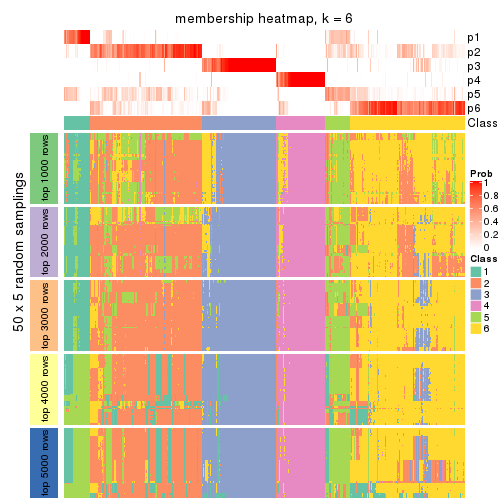 membership heatmap, k = 6
p1
p2
p3
p4
p5
p6
Class
50 x 5 random samplings
top 1000 rows
top 2000 rows
top 3000 rows
top 4000 rows
top 5000 rows
Prob
1
0.8
0.6
0.4
0.2
0
Class
1
2
3
4
5
6